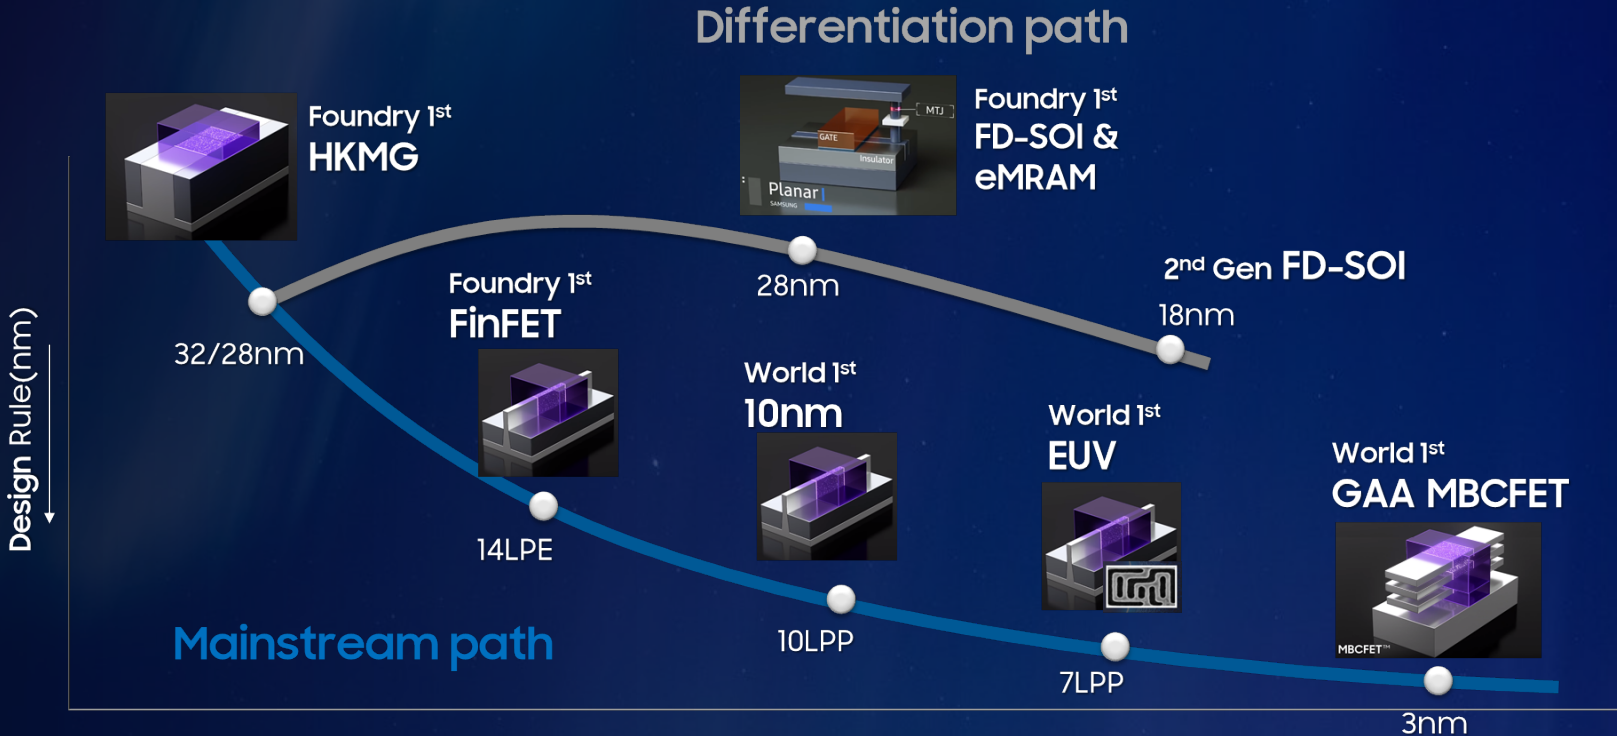 Differentiation path
Foundry 1st
HKMG
MTJ
GATE
Insulator
Planar
SAMSUNG
Foundry 1st
FD-SOI &
eMRAM
2nd Gen FD-SOI
18nm
28nm
Foundry 1st
FinFET
32/28nm
Design Rule(nm)
World 1st
10nm
World 1st
EUV
World 1st
GAA MBCFET
MBCFET™
14LPE
Mainstream path
10LPP
7LPP
3nm